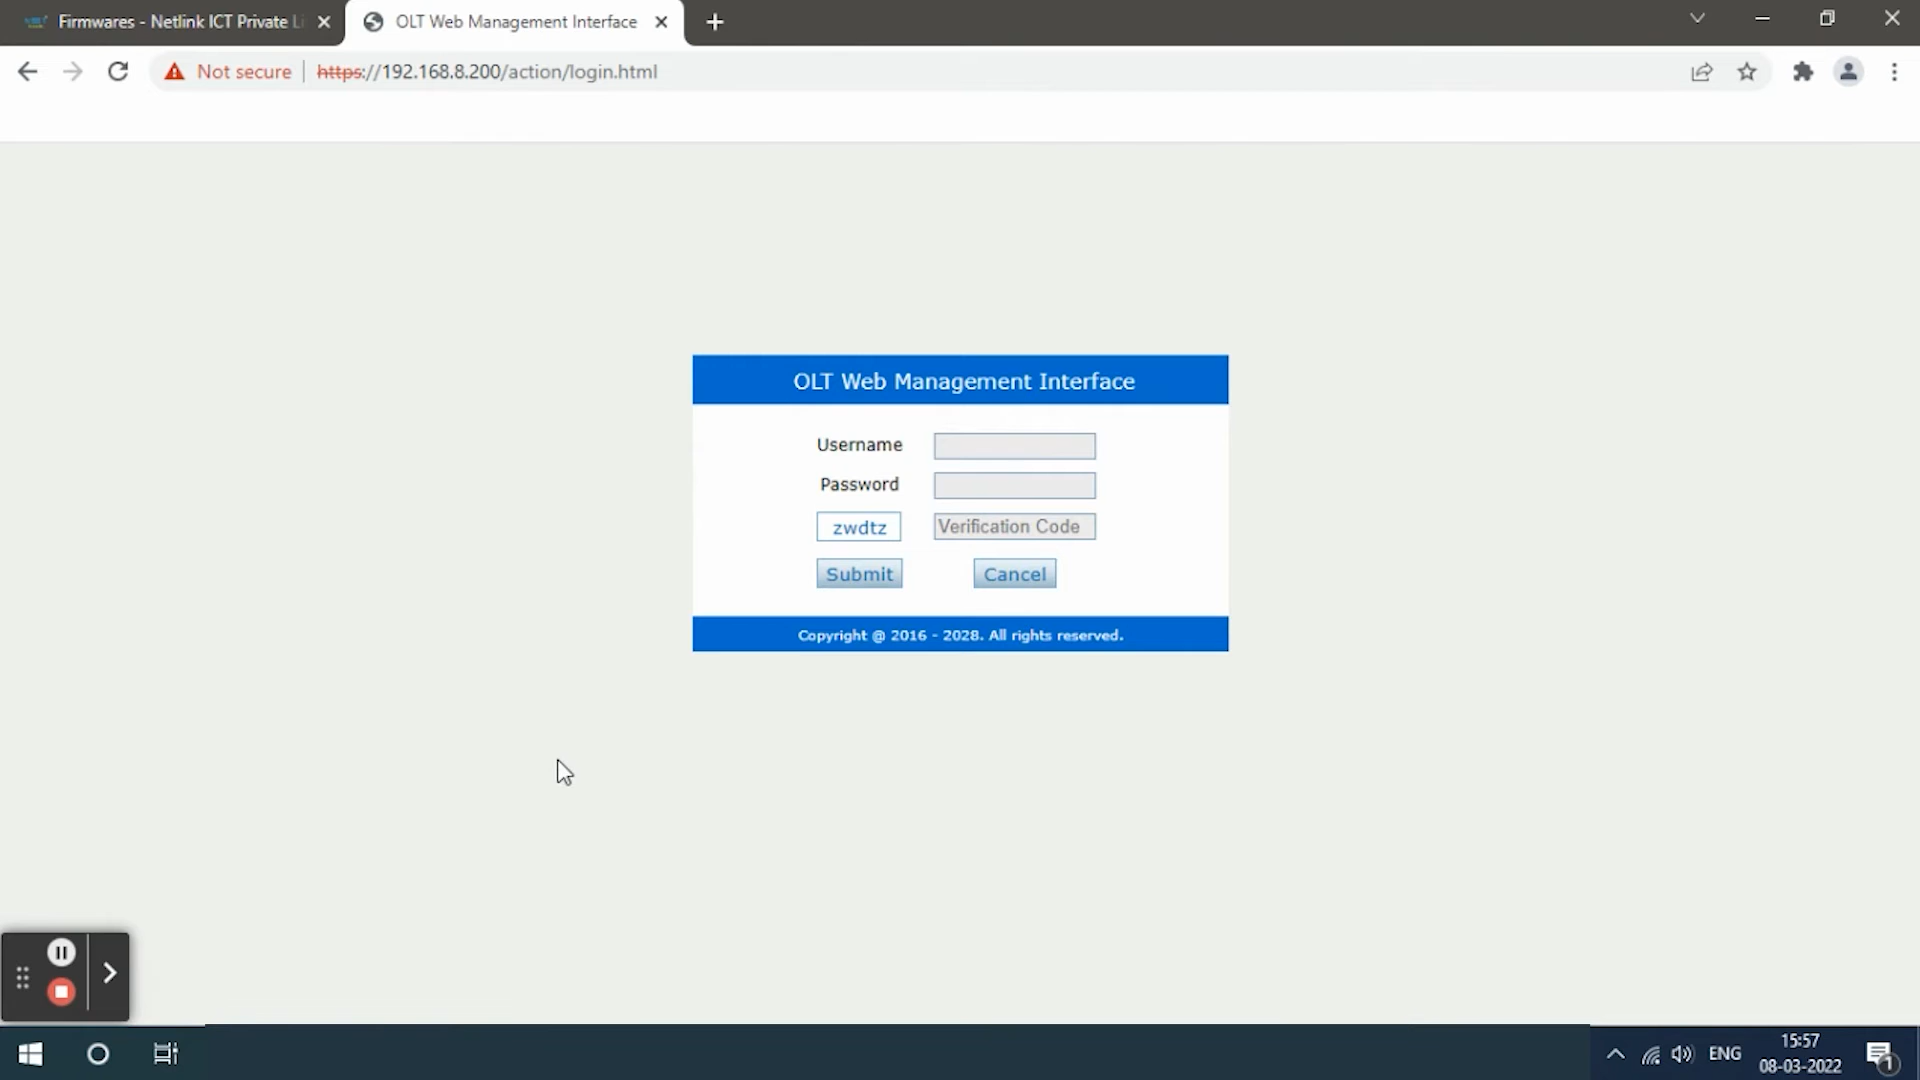 Firmwares - Netlink ICT Private Li
OLT Web Management Interface
Not secure
https://192.168.8.200/action/login.html
OLT Web Management Interface
Username
Password
zwdtz
Verification Code
Submit
Cancel
Copyright @ 2016 - 2028. All rights reserved.
ENG
15:57
08-03-2022
1